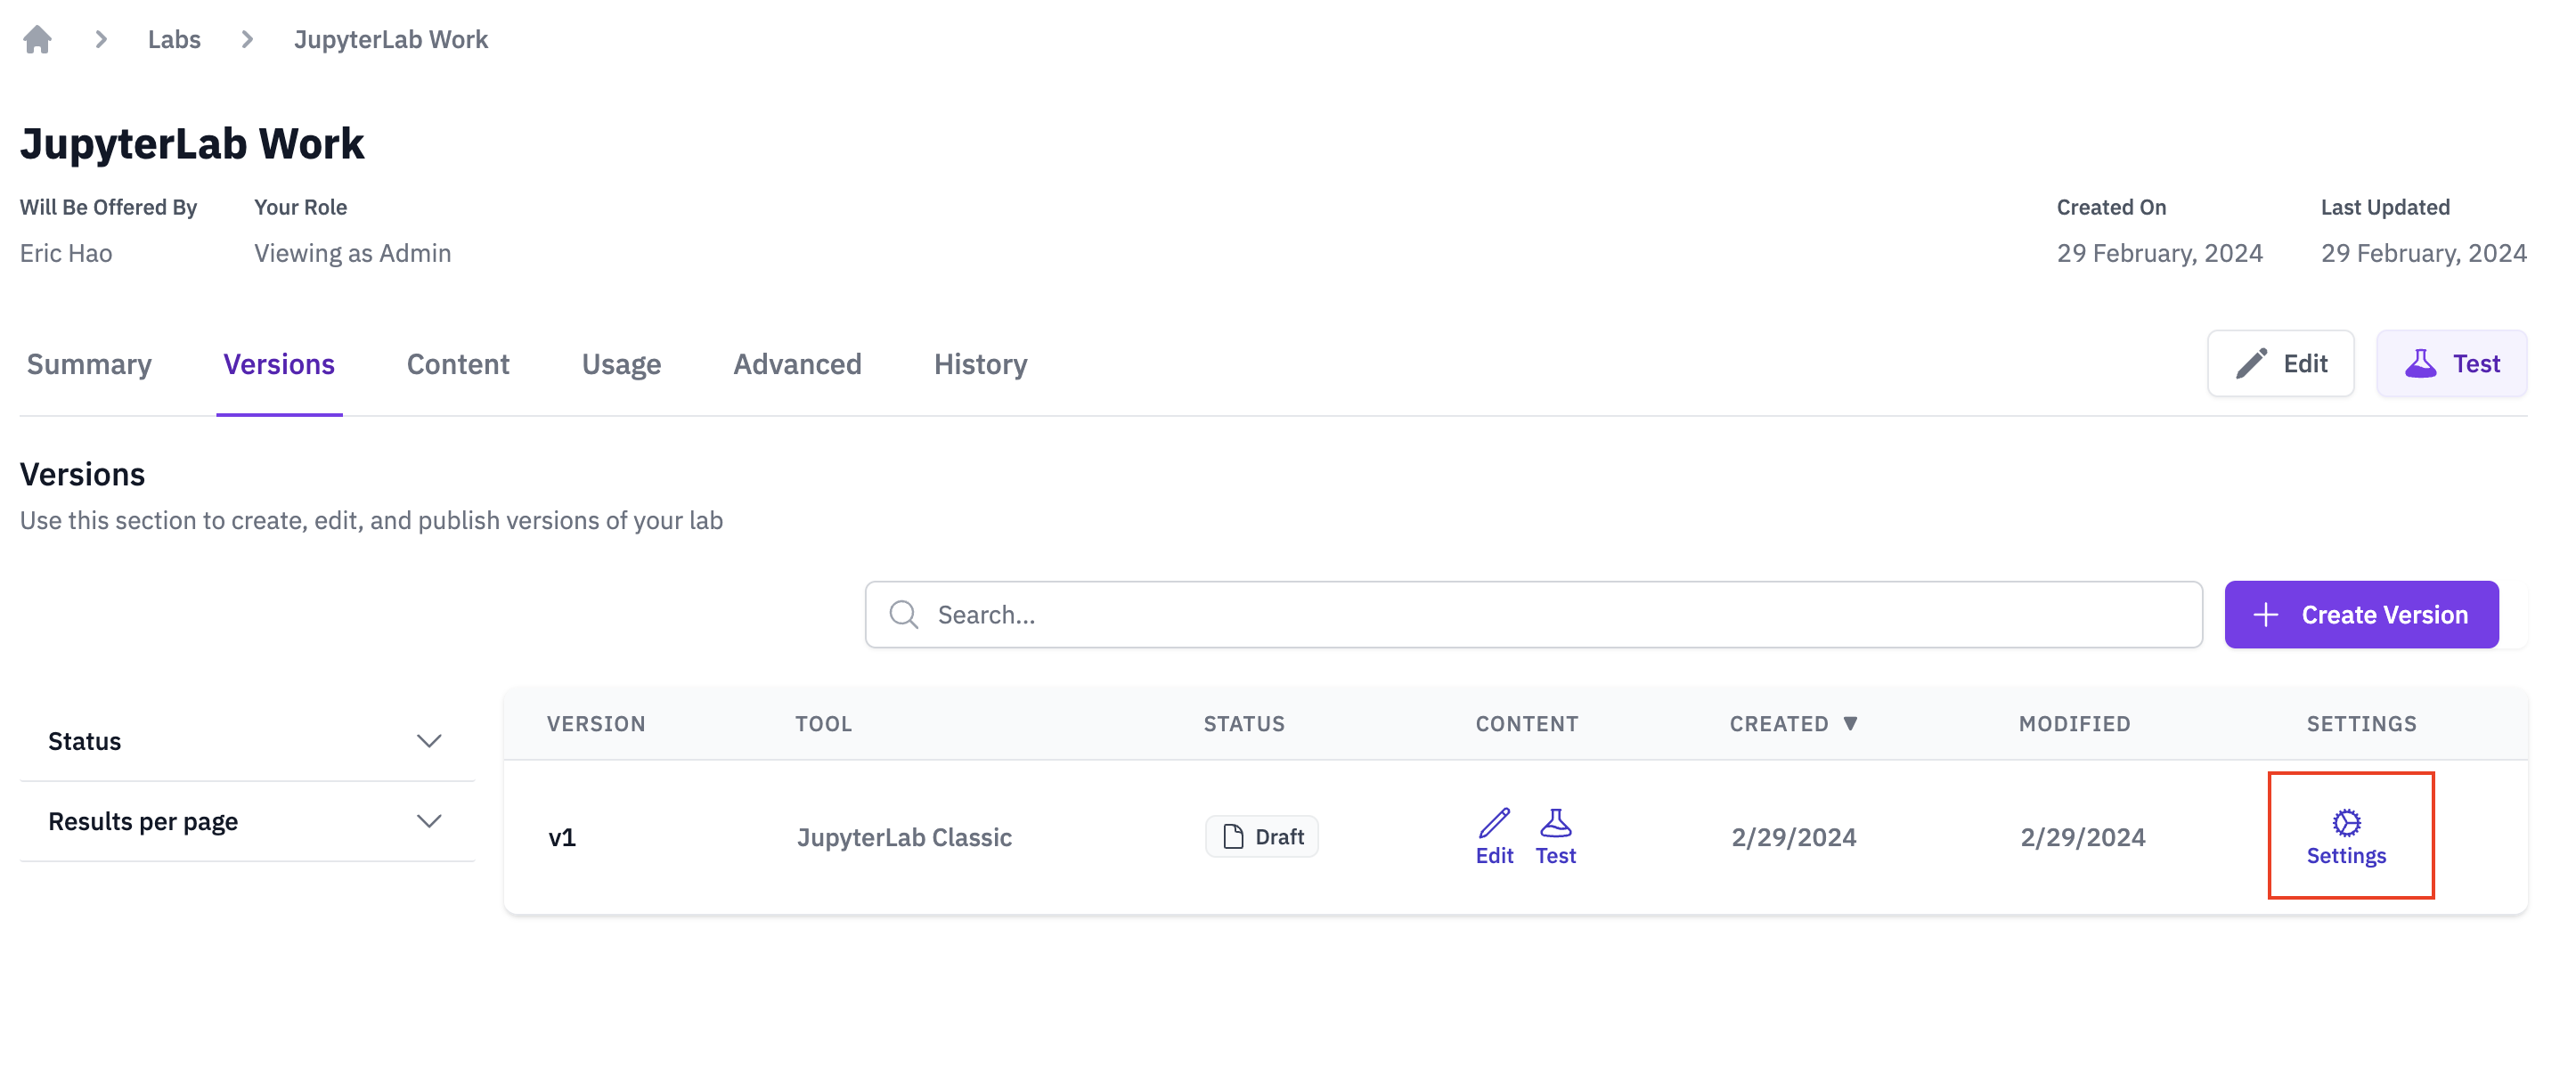 Labs JupyterLab Work
JupyterLab Work
Will Be Offered By Your Role Created On Last Updated
Eric Hao Viewing as Admin 29 February, 2024 29 February, 2024
Summary Versions Content Usage Advanced History Edit Test
Versions
Use this section to create, edit, and publish versions of your lab
Search... Create Version
Status
Results per page
VERSION TOOL STATUS CONTENT CREATED ▼ MODIFIED SETTINGS
v1 JupyterLab Classic Draft Edit Test 2/29/2024 2/29/2024 Settings